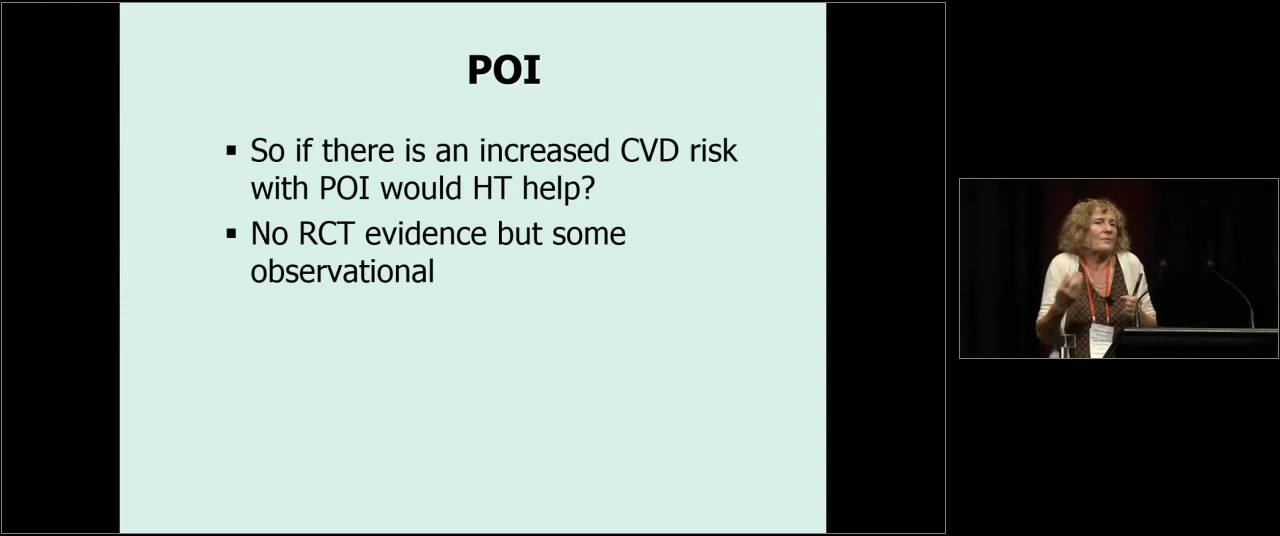 POI
▪ So if there is an increased CVD risk
with POI would HT help?
▪ No RCT evidence but some
observational